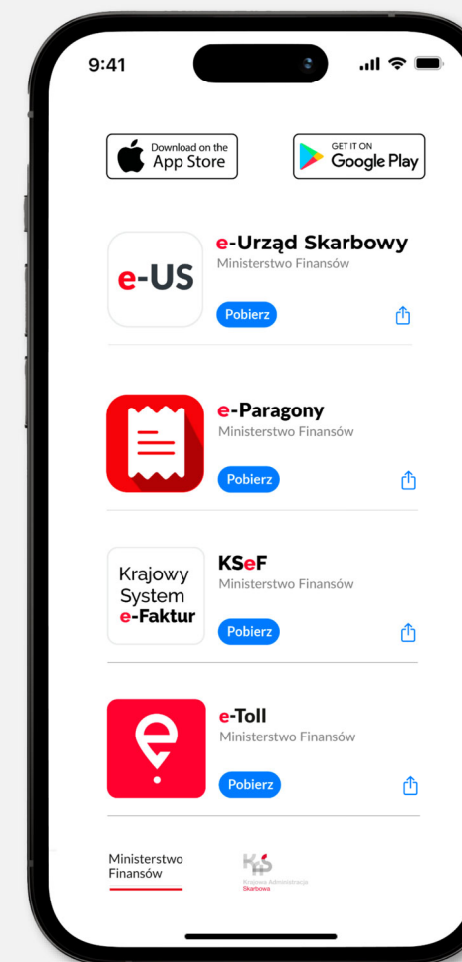 9:41
Download on the
App Store
GET IT ON
Google Play
e-US
e-Urząd Skarbowy
Ministerstwo Finansów
Pobierz
e-Paragony
Ministerstwo Finansów
Pobierz
Krajowy
System
e-Faktur
KSeF
Ministerstwo Finansów
Pobierz
e-Toll
Ministerstwo Finansów
Pobierz
Ministerstwo
Finansów
KAS
Krajowa Administracja
Skarbowa